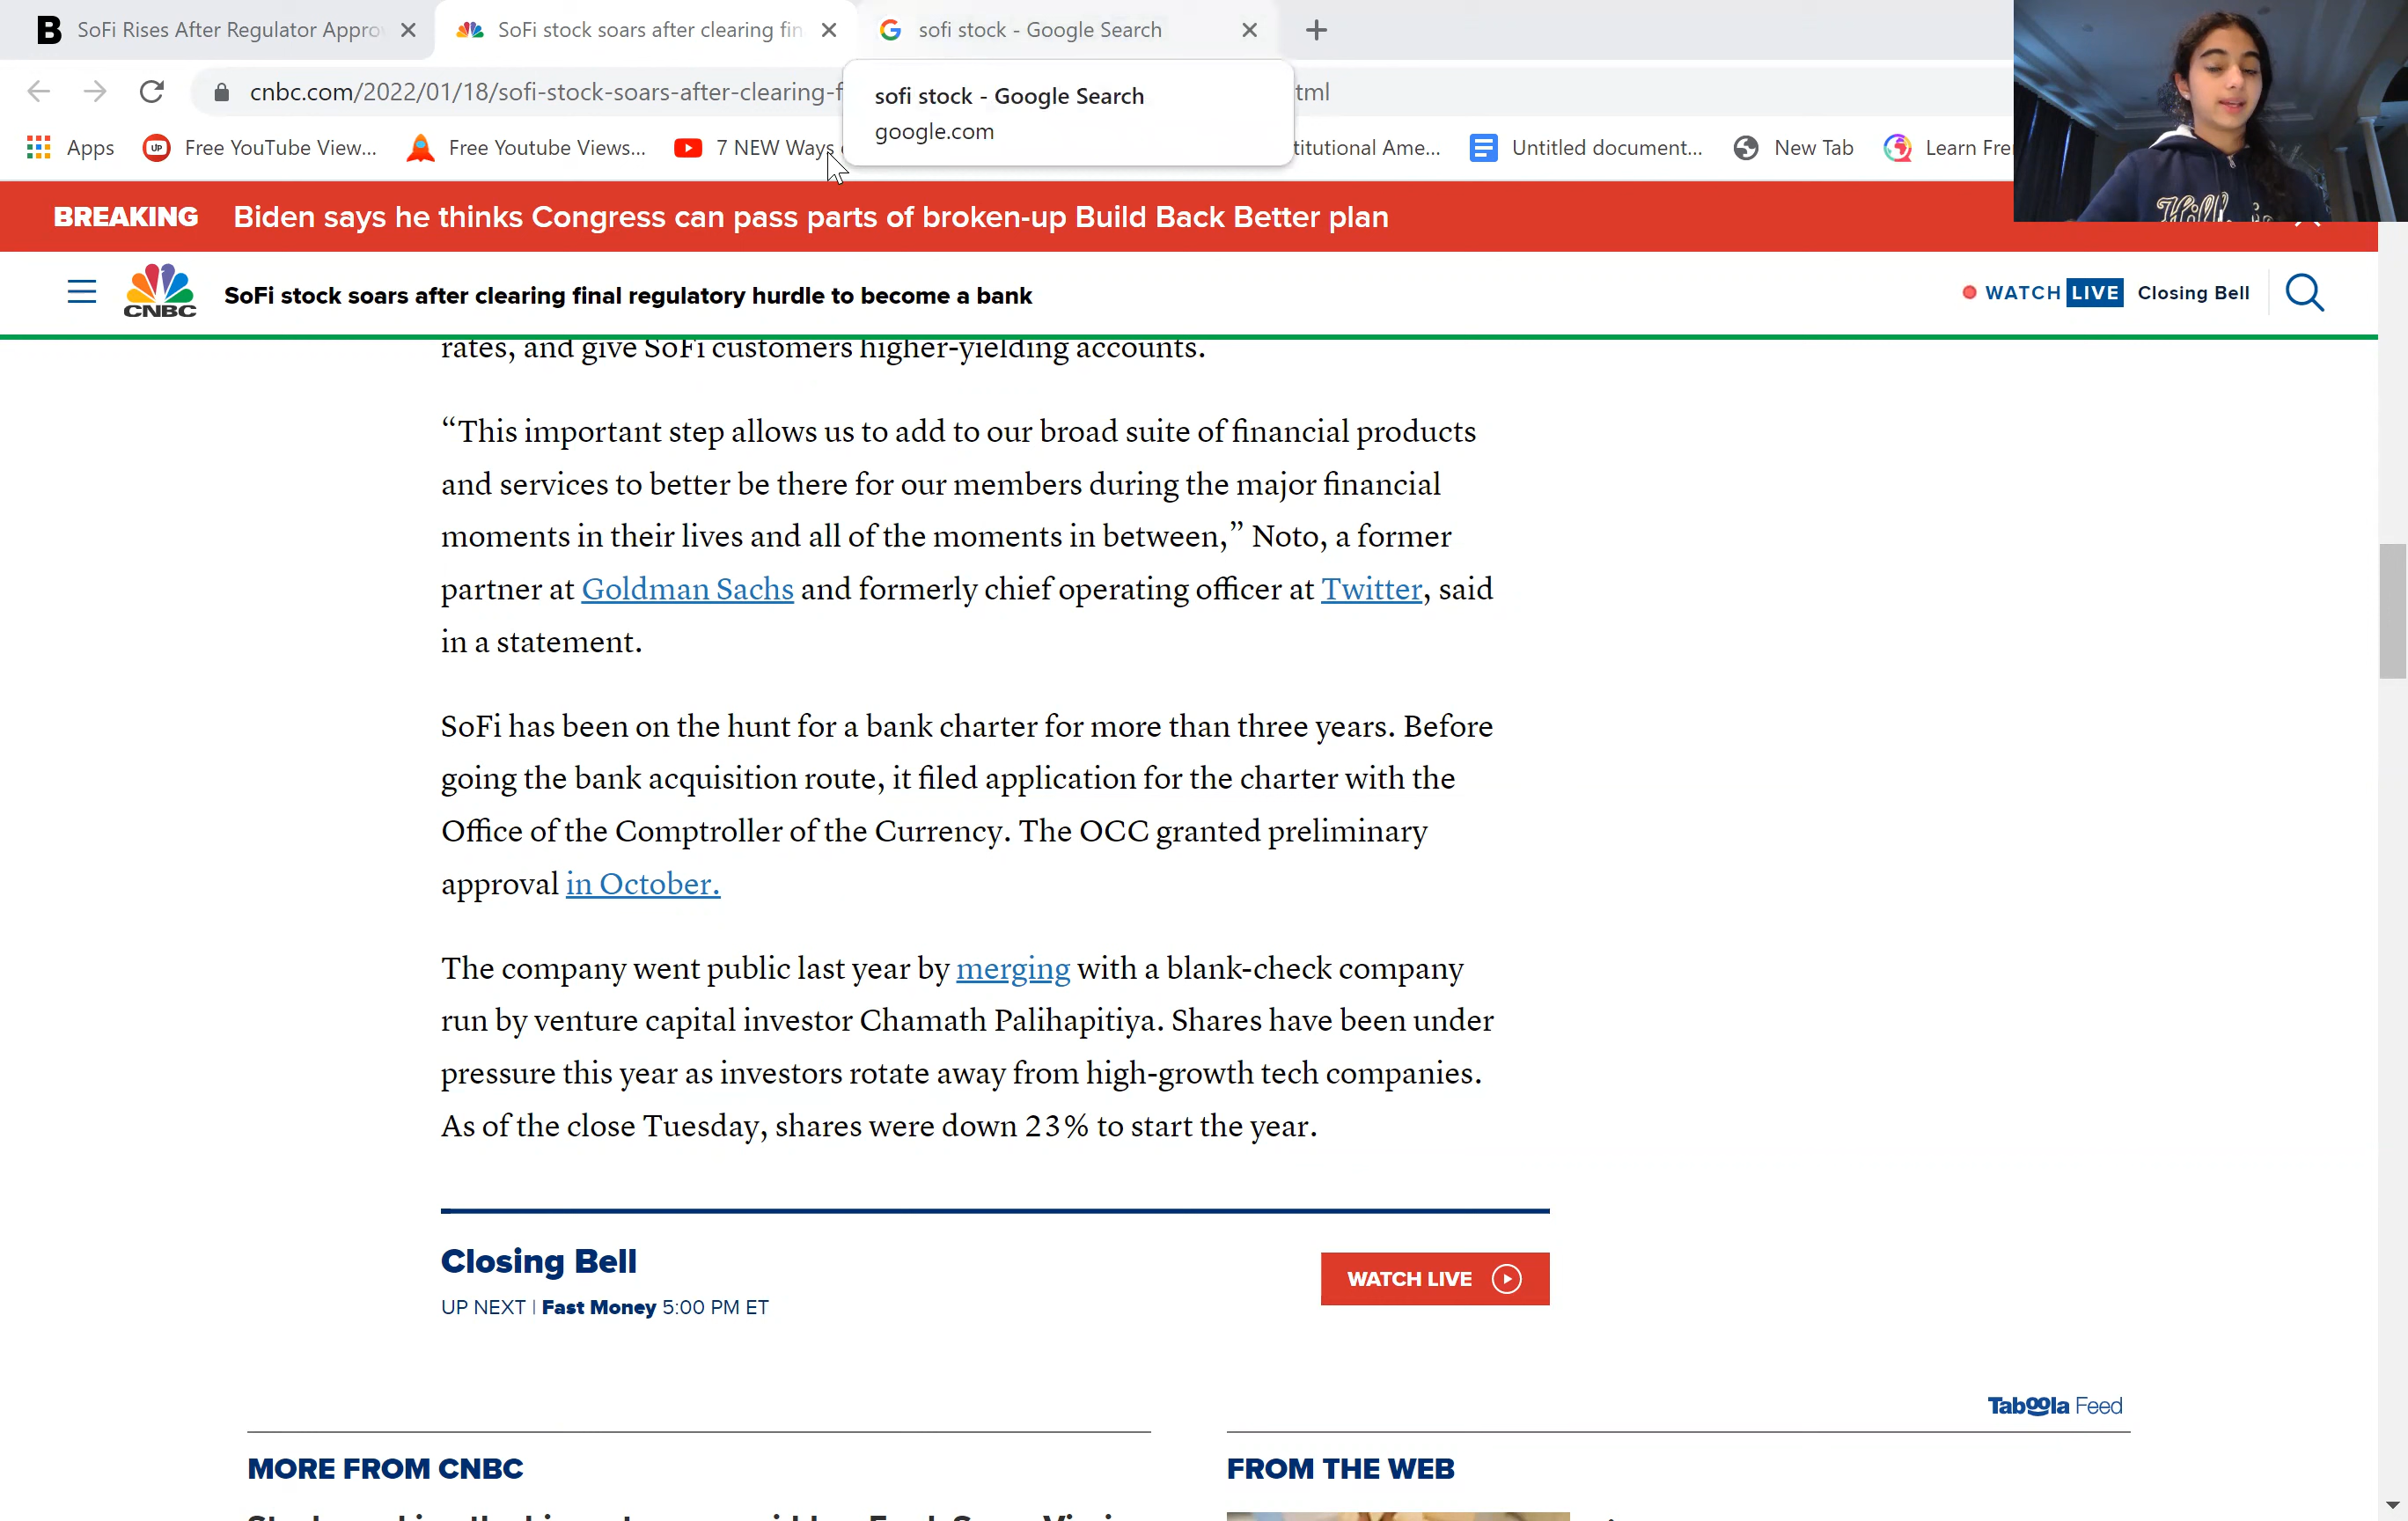 SoFi Rises After Regulator Appro
SoFi stock soars after clearing fin
sofi stock - Google Search
cnbc.com/2022/01/18/sofi-stock-soars-after-clearing-f
tml
sofi stock - Google Search
google.com
Apps
UP
Free YouTube View...
Free Youtube Views...
7 NEW Ways
titutional Ame...
Untitled document...
New Tab
Learn Fre
BREAKING Biden says he thinks Congress can pass parts of broken-up Build Back Better plan
CNBC
SoFi stock soars after clearing final regulatory hurdle to become a bank
WATCH LIVE Closing Bell
rates, and give SoFi customers higher-yielding accounts.
“This important step allows us to add to our broad suite of financial products
and services to better be there for our members during the major financial
moments in their lives and all of the moments in between,” Noto, a former
partner at Goldman Sachs and formerly chief operating officer at Twitter, said
in a statement.
SoFi has been on the hunt for a bank charter for more than three years. Before
going the bank acquisition route, it filed application for the charter with the
Office of the Comptroller of the Currency. The OCC granted preliminary
approval in October.
The company went public last year by merging with a blank-check company
run by venture capital investor Chamath Palihapitiya. Shares have been under
pressure this year as investors rotate away from high-growth tech companies.
As of the close Tuesday, shares were down 23% to start the year.
Closing Bell
UP NEXT | Fast Money 5:00 PM ET
WATCH LIVE
Taboola Feed
MORE FROM CNBC
FROM THE WEB